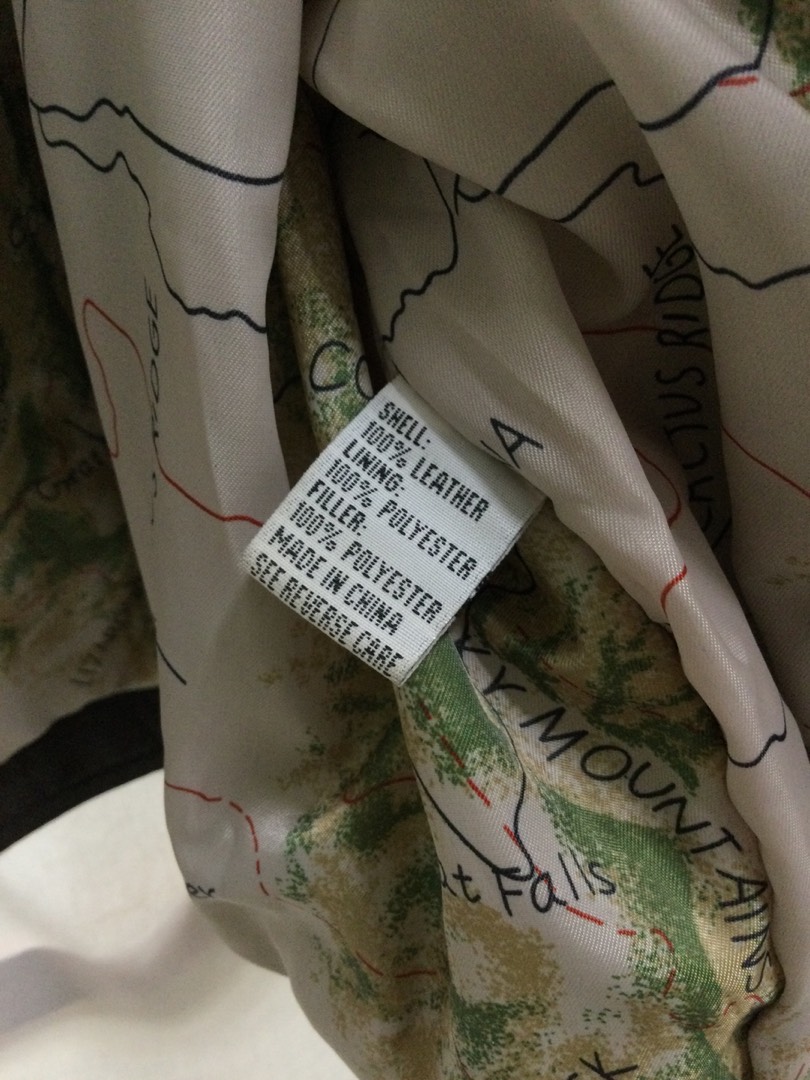 SHELL:
100% LEATHER
LINING:
100% POLYESTER
FILLER:
100% POLYESTER
MADE IN CHINA
SEE REVERSE CARE
CACTUS RIDGE
MOUNTAINS
Falls